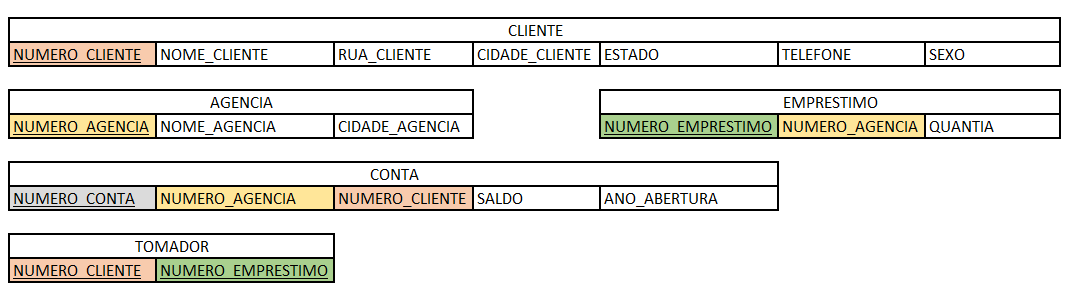 CLIENTE
NUMERO_CLIENTE NOME_CLIENTE RUA_CLIENTE CIDADE_CLIENTE ESTADO TELEFONE SEXO
AGENCIA
NUMERO_AGENCIA NOME_AGENCIA CIDADE_AGENCIA
EMPRESTIMO
NUMERO_EMPRESTIMO NUMERO_AGENCIA QUANTIA
CONTA
NUMERO_CONTA NUMERO_AGENCIA NUMERO_CLIENTE SALDO ANO_ABERTURA
TOMADOR
NUMERO_CLIENTE NUMERO_EMPRESTIMO